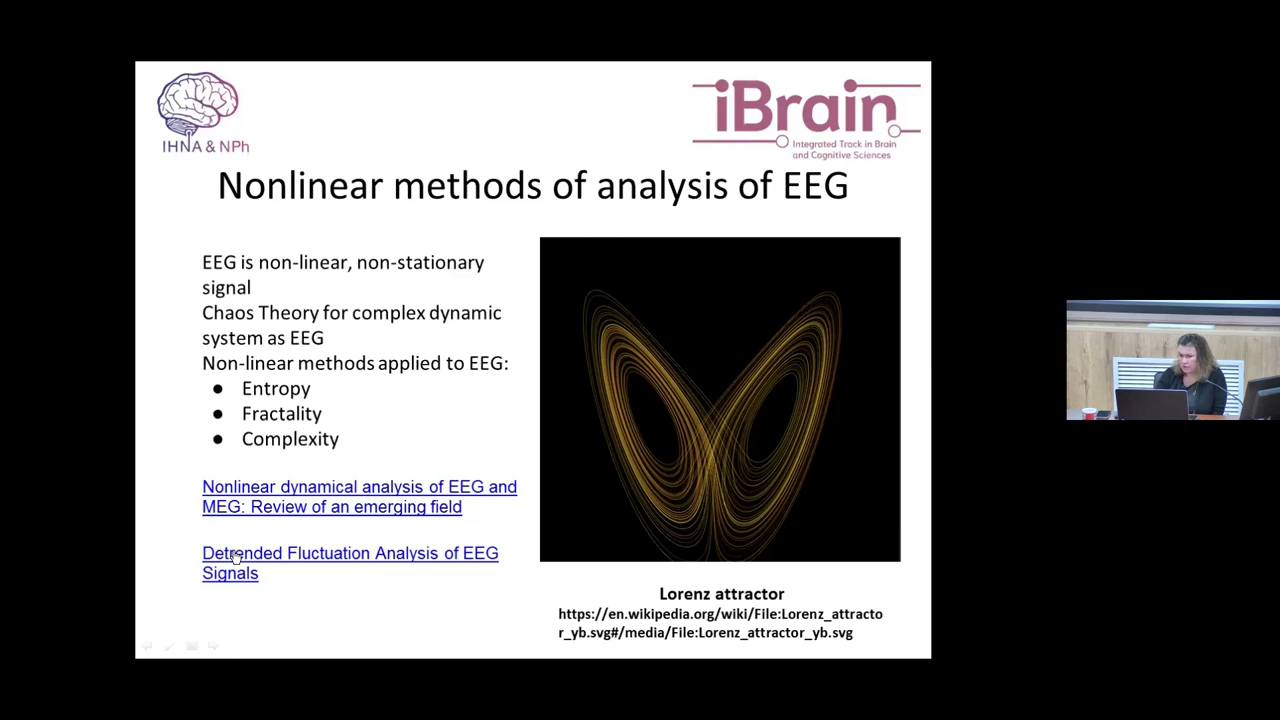 IHNA & NPh
iBrain
Integrated Track in Brain
and Cognitive Sciences
Nonlinear methods of analysis of EEG
EEG is non-linear, non-stationary
signal
Chaos Theory for complex dynamic
system as EEG
Non-linear methods applied to EEG:
● Entropy
● Fractality
● Complexity
Nonlinear dynamical analysis of EEG and
MEG: Review of an emerging field
Detrended Fluctuation Analysis of EEG
Signals
Lorenz attractor
https://en.wikipedia.org/wiki/File:Lorenz_attracto
r_yb.svg#/media/File:Lorenz_attractor_yb.svg